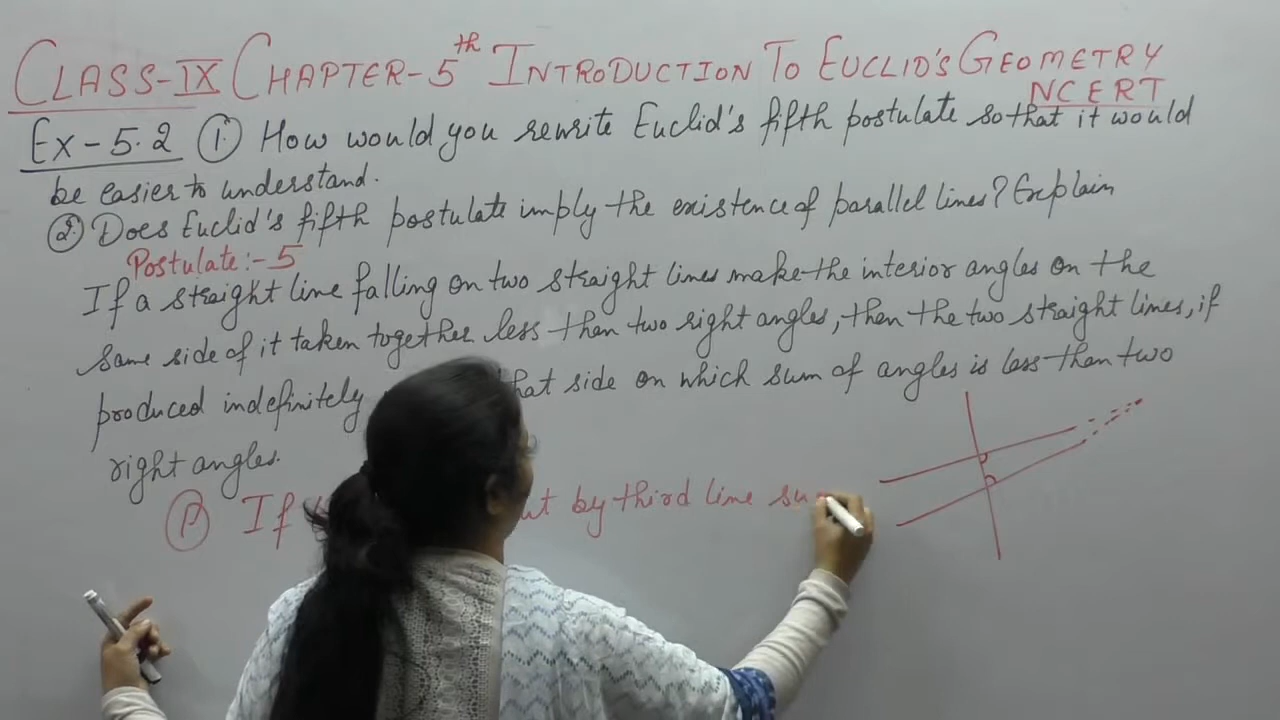 CLASS-IX CHAPTER-5th INTRODUCTION TO EUCLID'S GEOMETRY
NCERT
Ex-5.2 1. How would you rewrite Euclid's fifth postulate so that it would
be easier to understand.
2. Does Euclid's fifth postulate imply the existence of parallel lines? Explain
Postulate:-5
If a straight line falling on two straight lines make the interior angles on the
same side of it taken together less then two right angles, then the two straight lines, if
produced indefinitely that side on which sum of angles is less than two
right angles.
If by third line su